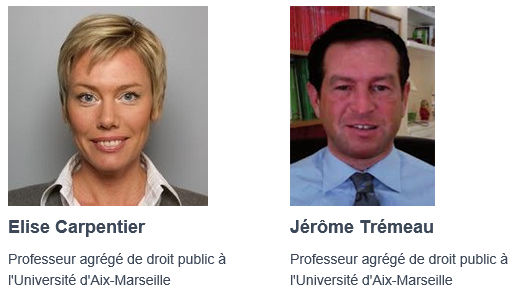 Elise Carpentier
Professeur agrégé de droit public à
l'Université d'Aix-Marseille
Jérôme Trémeau
Professeur agrégé de droit public à
l'Université d'Aix-Marseille